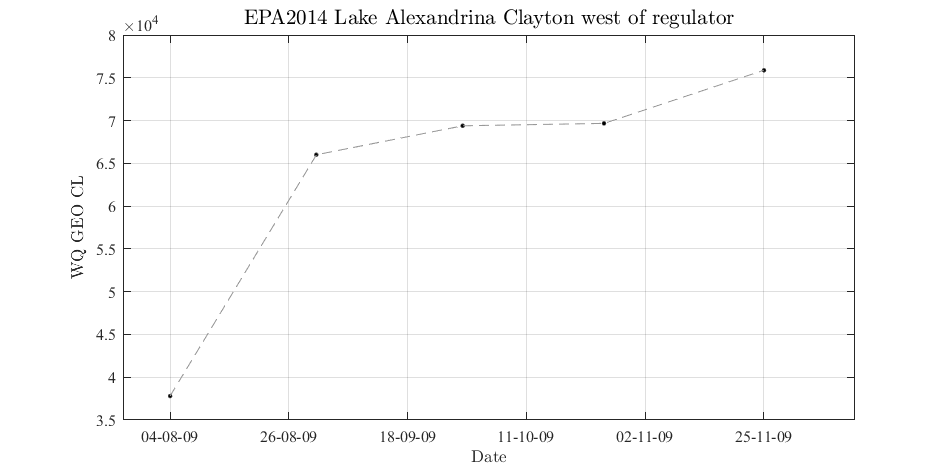 EPA2014 Lake Alexandrina Clayton west of regulator
×10⁴
8
7.5
7
6.5
6
5.5
5
4.5
4
3.5
WQ GEO CL
04-08-09 26-08-09 18-09-09 11-10-09 02-11-09 25-11-09
Date